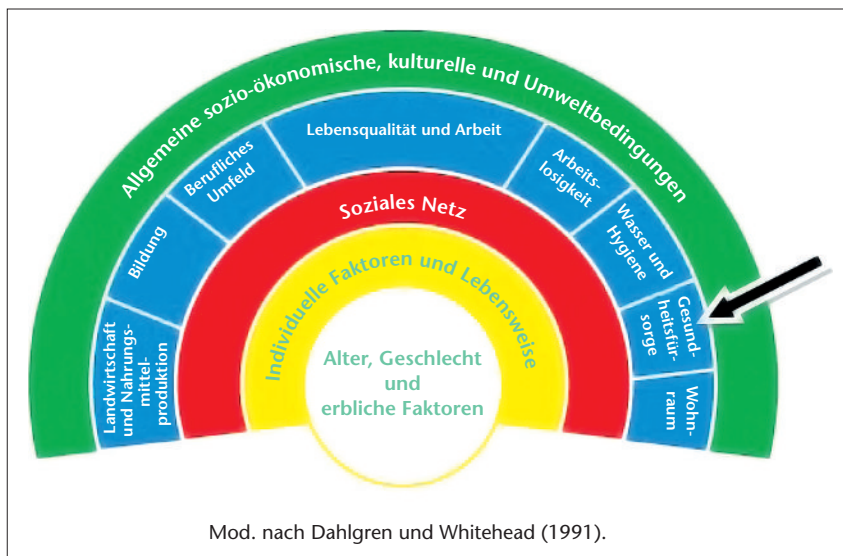 Allgemeine sozio-ökonomische, kulturelle und Umweltbedingungen
Landwirtschaft
und Nahrungs-
mittel-
produktion
Bildung
Berufliches
Umfeld
Lebensqualität und Arbeit
Arbeits-
losigkeit
Wasser und
Hygiene
Gesund-
heitsfür-
sorge
Wohn-
raum
Soziales Netz
Individuelle Faktoren und Lebensweise
Alter, Geschlecht
und
erbliche Faktoren
Mod. nach Dahlgren und Whitehead (1991).